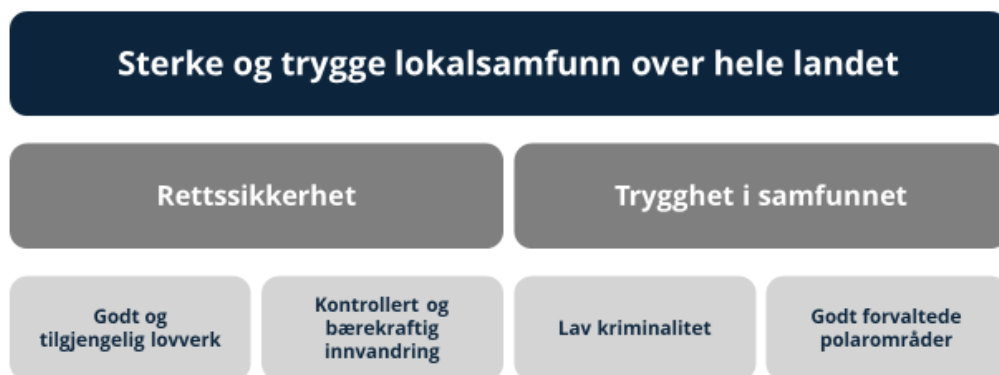 Sterke og trygge lokalsamfunn over hele landet
Rettssikkerhet
Trygghet i samfunnet
Godt og
tilgjengelig lovverk
Kontrollert og
bærekraftig
innvandring
Lav kriminalitet
Godt forvaltede
polarområder